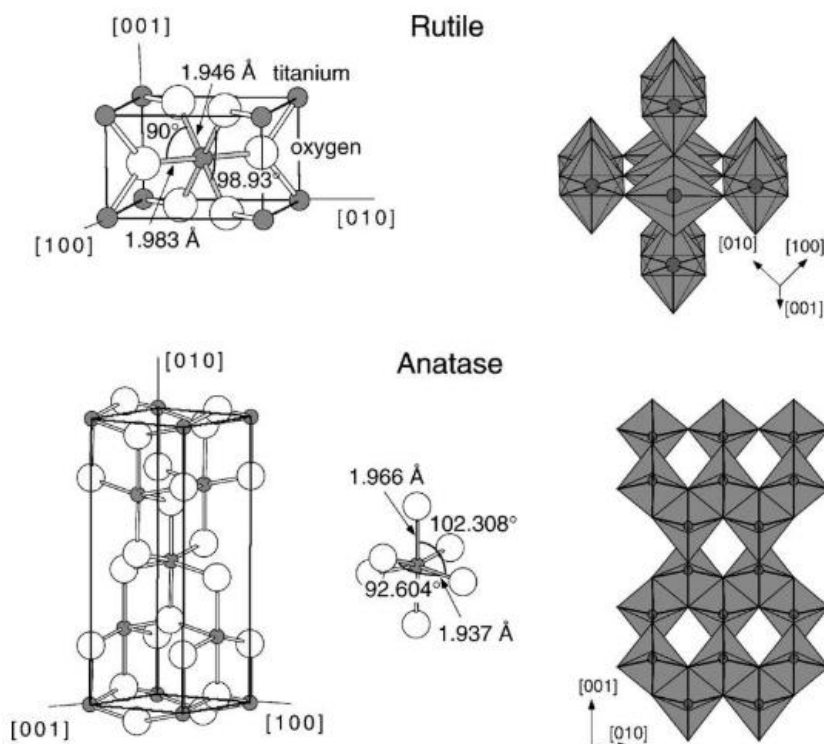 Rutile
[001]
1.946 Å
titanium
90°
oxygen
98.93°
[010]
[100]
1.983 Å
[010]
[100]
[001]
Anatase
[010]
[001]
[100]
1.966 Å
102.308°
92.604°
1.937 Å
[001]
[010]